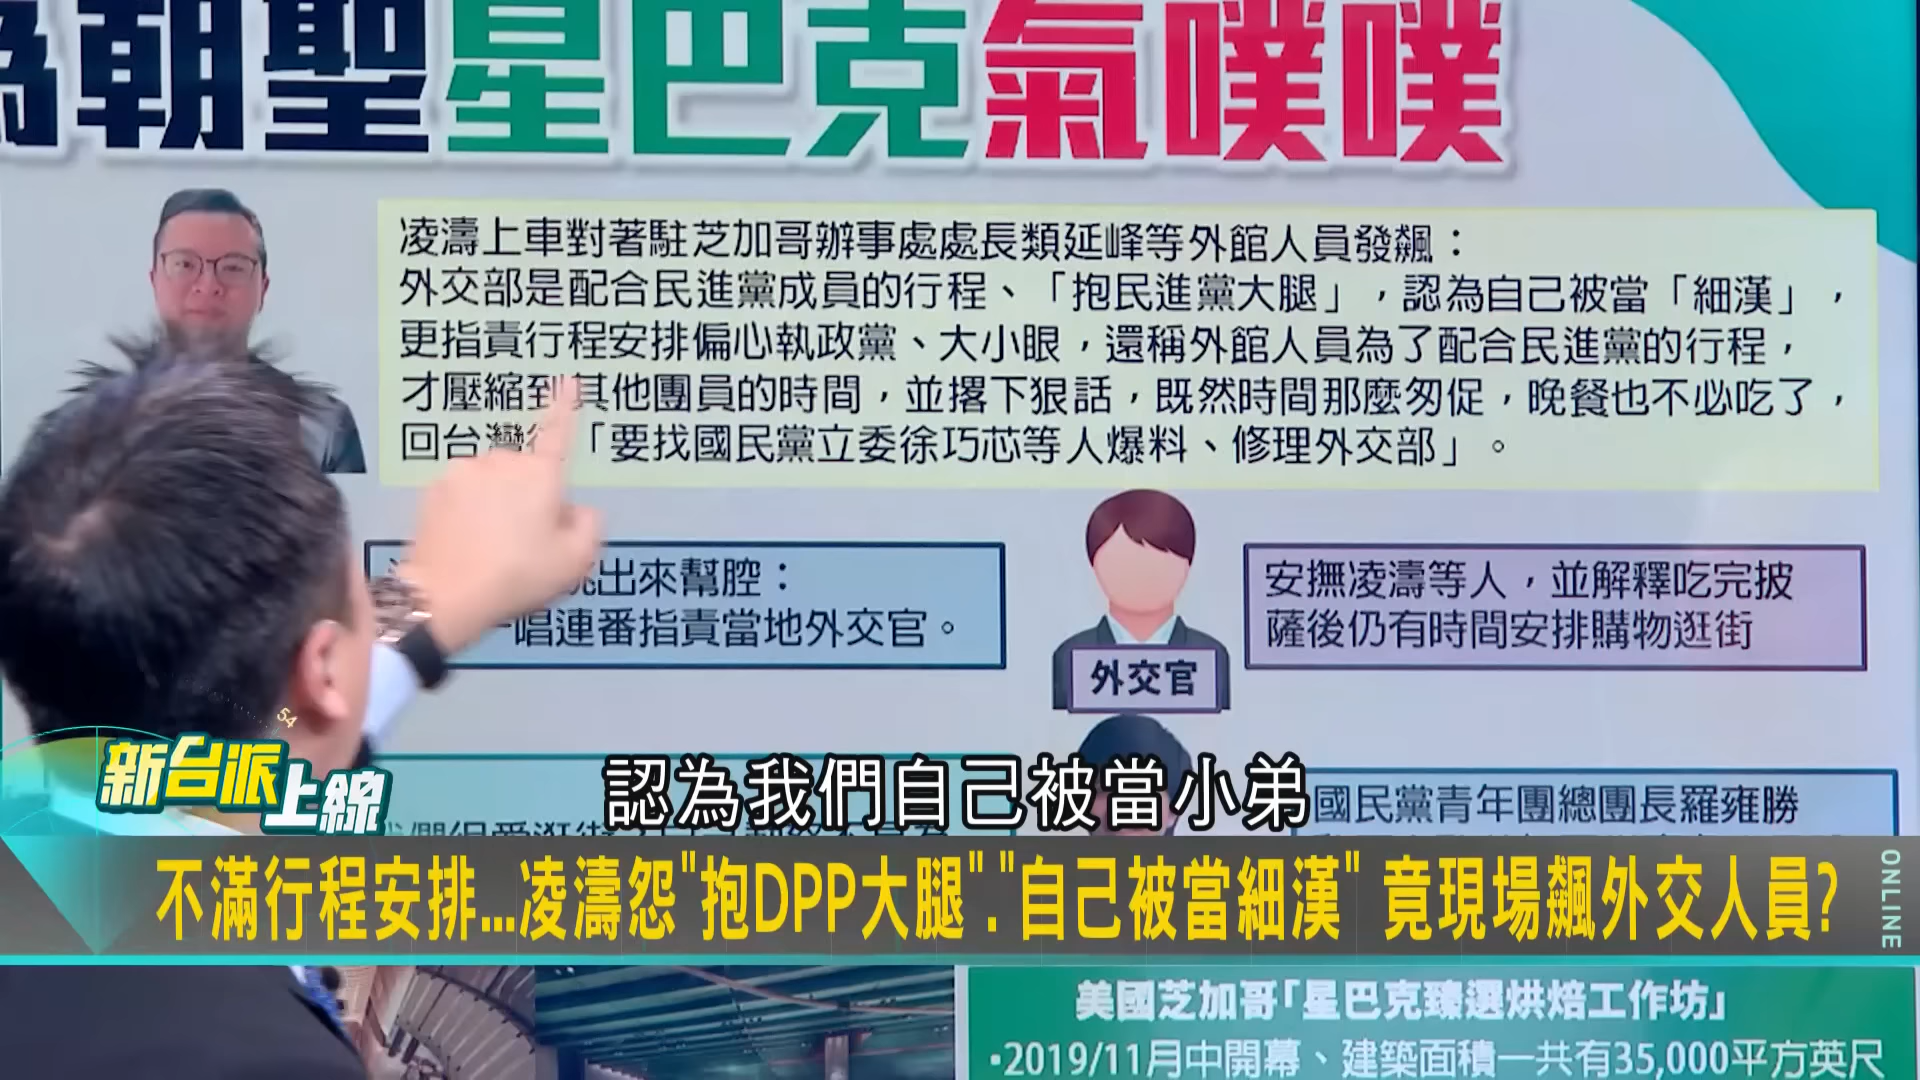 為朝聖星巴克氣噗噗
凌濤上車對著駐芝加哥辦事處處長類延峰等外館人員發飆：
外交部是配合民進黨成員的行程、「抱民進黨大腿」，認為自己被當「細漢」，
更指責行程安排偏心執政黨、大小眼，還稱外館人員為了配合民進黨的行程，
才壓縮到其他團員的時間，並撂下狠話，既然時間那麼匆促，晚餐也不必吃了，
回台灣 「要找國民黨立委徐巧芯等人爆料、修理外交部」。
出來幫腔：
唱連番指責當地外交官。
外交官
安撫凌濤等人，並解釋吃完披
薩後仍有時間安排購物逛街
54
新台派上線
認為我們自己被當小弟
國民黨青年團總團長羅雍勝
不滿行程安排...凌濤怨"抱DPP大腿"."自己被當細漢" 竟現場飆外交人員?
ONLINE
美國芝加哥「星巴克臻選烘焙工作坊」
•2019/11月中開幕、建築面積一共有35,000平方英尺